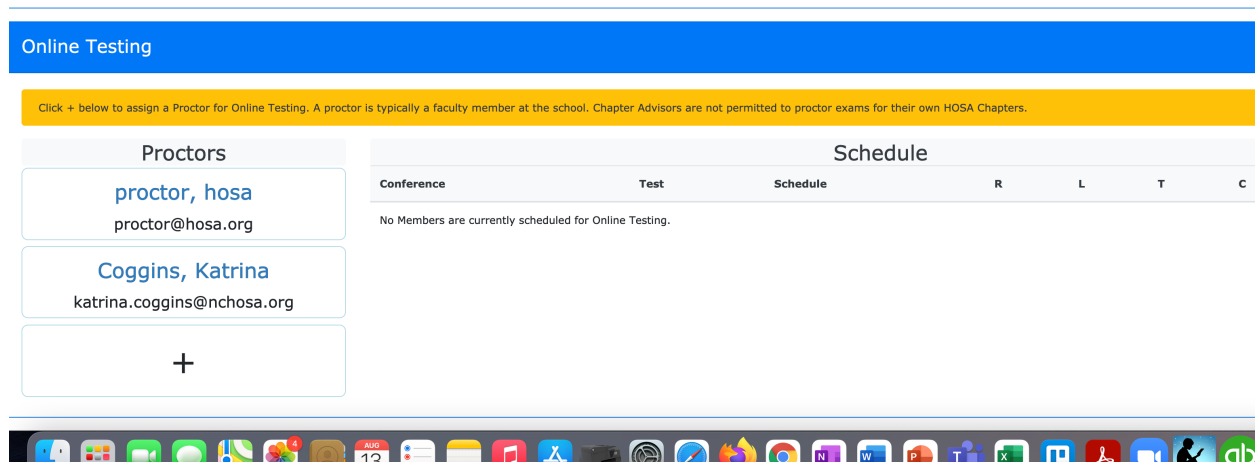 Online Testing
Click + below to assign a Proctor for Online Testing. A proctor is typically a faculty member at the school. Chapter Advisors are not permitted to proctor exams for their own HOSA Chapters.
Proctors
proctor, hosa
proctor@hosa.org
Coggins, Katrina
katrina.coggins@nchosa.org
+
Schedule
Conference Test Schedule R L T C
No Members are currently scheduled for Online Testing.
4
AUG
13
N W P T X qb